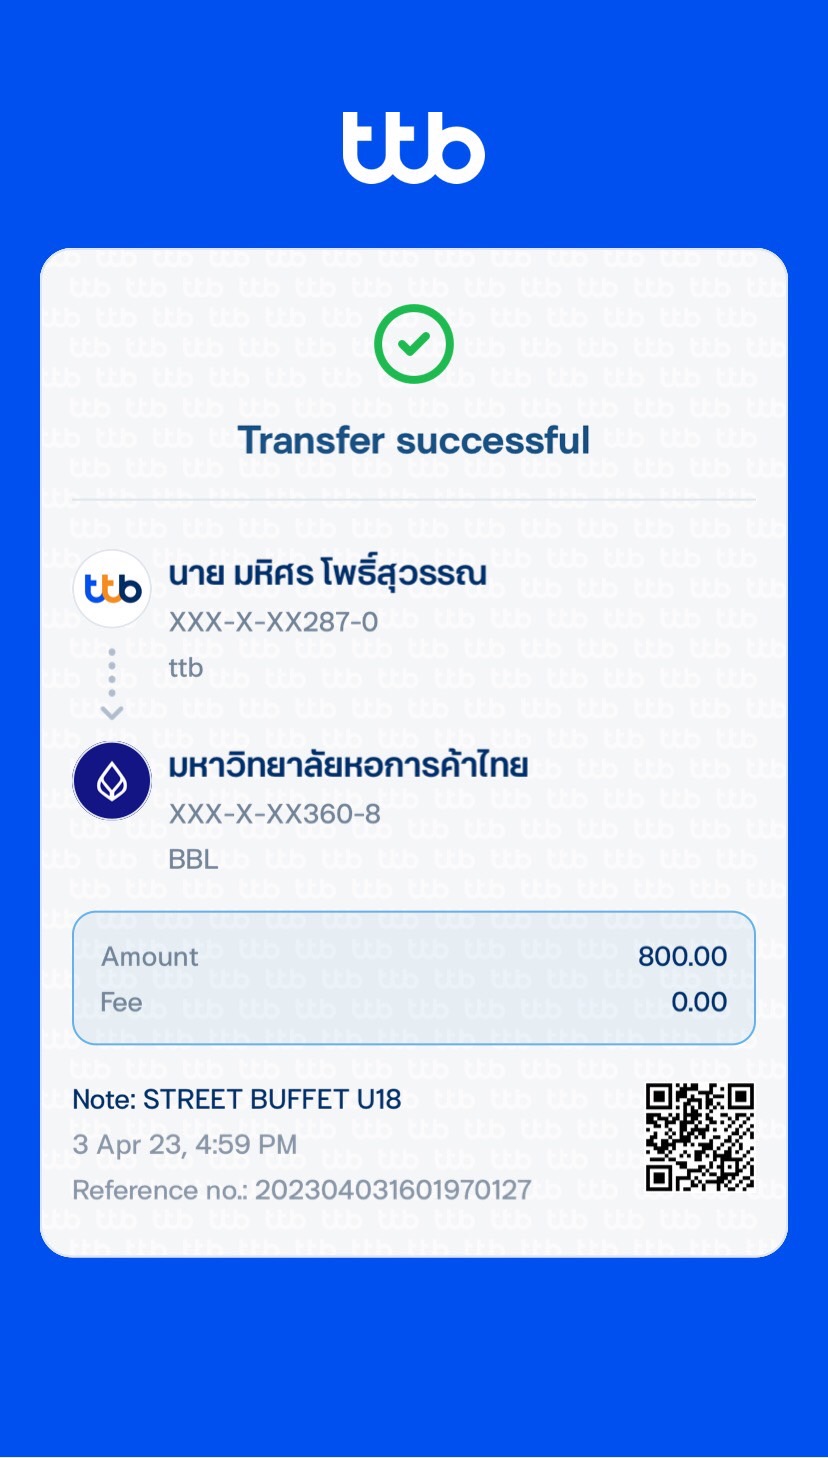 ttb
Transfer successful
ttb
นาย มหิศร โพธิ์สุวรรณ
XXX-X-XX287-0
ttb
มหาวิทยาลัยหอการค้าไทย
XXX-X-XX360-8
BBL
Amount 800.00
Fee 0.00
Note: STREET BUFFET U18
3 Apr 23, 4:59 PM
Reference no.: 202304031601970127